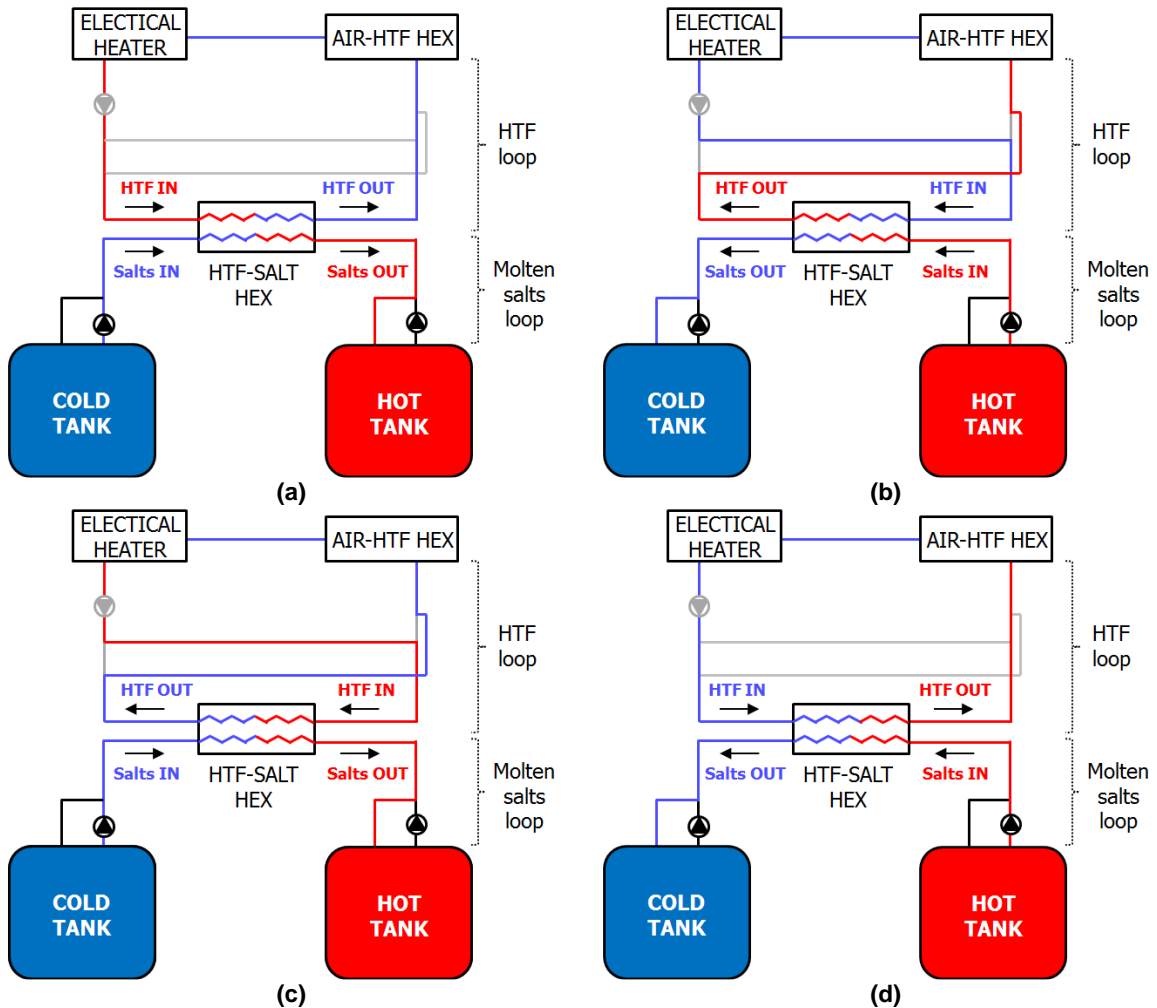 ELECTICAL
HEATER
AIR-HTF HEX
HTF
loop
HTF IN
HTF OUT
Salts IN
HTF-SALT
HEX
Salts OUT
Molten
salts
loop
COLD
TANK
HOT
TANK
(a)
ELECTICAL
HEATER
AIR-HTF HEX
HTF
loop
HTF OUT
HTF IN
Salts OUT
HTF-SALT
HEX
Salts IN
Molten
salts
loop
COLD
TANK
HOT
TANK
(b)
ELECTICAL
HEATER
AIR-HTF HEX
HTF
loop
HTF OUT
HTF IN
Salts IN
HTF-SALT
HEX
Salts OUT
Molten
salts
loop
COLD
TANK
HOT
TANK
(c)
ELECTICAL
HEATER
AIR-HTF HEX
HTF
loop
HTF IN
HTF OUT
Salts OUT
HTF-SALT
HEX
Salts IN
Molten
salts
loop
COLD
TANK
HOT
TANK
(d)